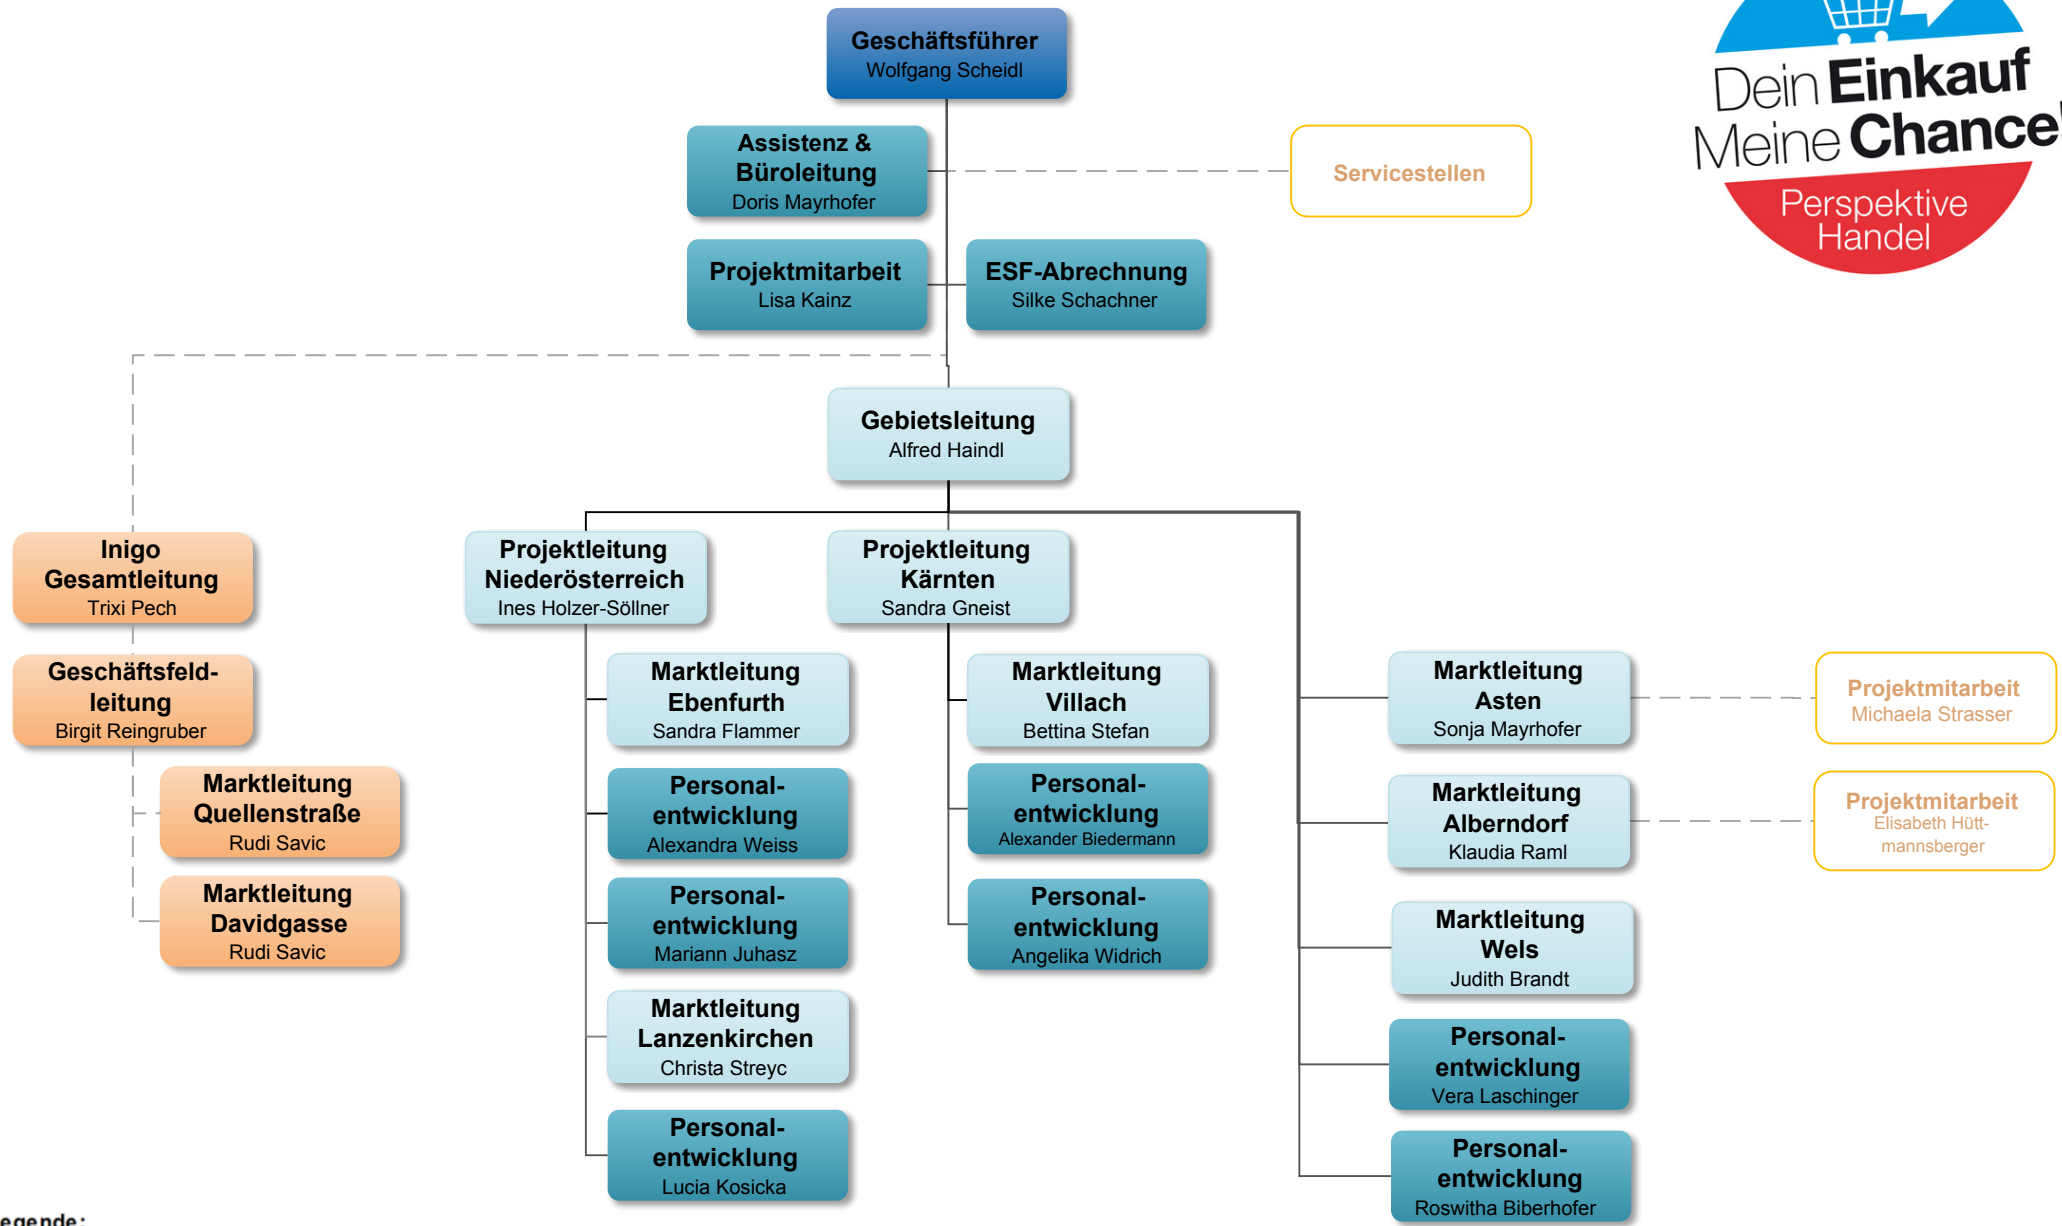 Geschäftsführer
Wolfgang Scheidl
Dein Einkauf
Meine Chance!
Perspektive
Handel
Assistenz &
Büroleitung
Doris Mayrhofer
Servicestellen
Projektmitarbeit
Lisa Kainz
ESF-Abrechnung
Silke Schachner
Gebietsleitung
Alfred Haindl
Inigo
Gesamtleitung
Trixi Pech
Geschäftsfeld-
leitung
Birgit Reingruber
Marktleitung
Quellenstraße
Rudi Savic
Marktleitung
Davidgasse
Rudi Savic
Projektleitung
Niederösterreich
Ines Holzer-Söllner
Marktleitung
Ebenfurth
Sandra Flammer
Personal-
entwicklung
Alexandra Weiss
Personal-
entwicklung
Mariann Juhasz
Marktleitung
Lanzenkirchen
Christa Streyc
Personal-
entwicklung
Lucia Kosicka
Projektleitung
Kärnten
Sandra Gneist
Marktleitung
Villach
Bettina Stefan
Personal-
entwicklung
Alexander Biedermann
Personal-
entwicklung
Angelika Widrich
Marktleitung
Asten
Sonja Mayrhofer
Projektmitarbeit
Michaela Strasser
Marktleitung
Alberndorf
Klaudia Raml
Projektmitarbeit
Elisabeth Hütt-
mannsberger
Marktleitung
Wels
Judith Brandt
Personal-
entwicklung
Vera Laschinger
Personal-
entwicklung
Roswitha Biberhofer